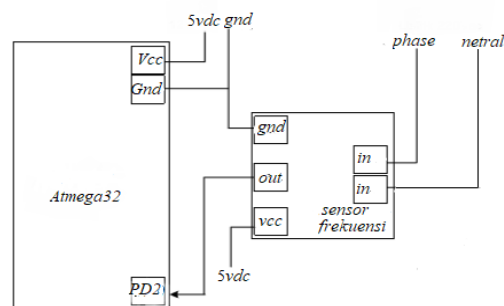 5vdc gnd
phase netral
Vcc
Gnd
gnd
in
out
in
Atmega32
vcc
sensor
frekuensi
5vdc
PD2